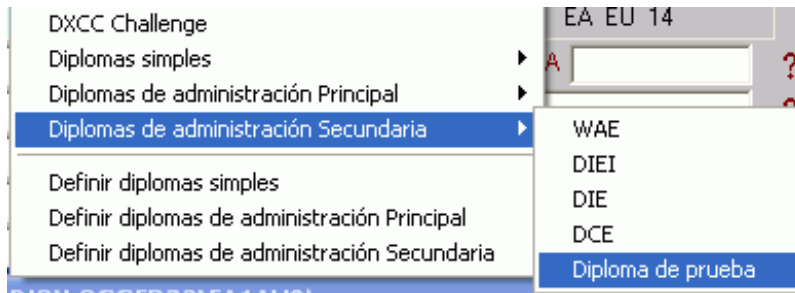 DXCC Challenge
Diplomas simples
Diplomas de administración Principal
Diplomas de administración Secundaria
Definir diplomas simples
Definir diplomas de administración Principal
Definir diplomas de administración Secundaria
EA EU 14
A
?
WAE
DIEI
DIE
DCE
Diploma de prueba